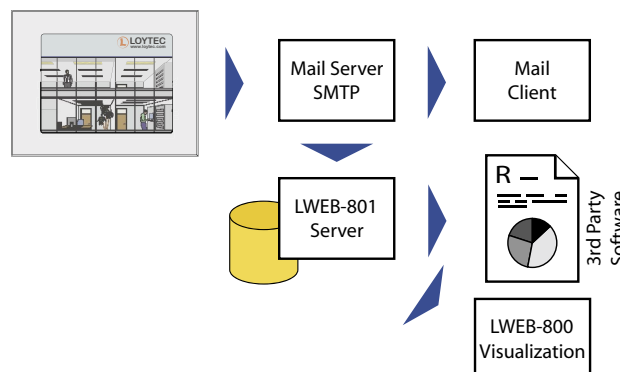 LOYTEC
www.loytec.com
Mail Server
SMTP
Mail
Client
LWEB-801
Server
R
3rd Party
Software
LWEB-800
Visualization